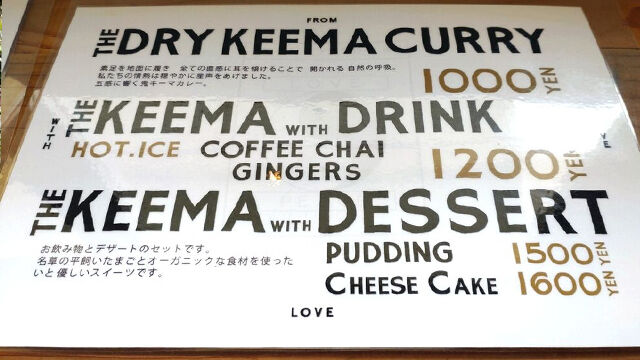 FROM
THE DRY KEEMA CURRY
素足を地面に履き 全ての直感に耳を傾けることで 開かれる 自然の呼吸。
私たちの情熱は穏やかに産声をあげました。
五感に響く鬼キーマカレー。
1000 YEN
WITH
THE KEEMA WITH DRINK
HOT.ICE COFFEE CHAI
GINGERS
1200 YEN
THE KEEMA WITH DESSERT
お飲み物とデザートのセットです。
名草の平飼いたまごとオーガニックな食材を使った
いと優しいスイーツです。
PUDDING 1500 YEN
CHEESE CAKE 1600 YEN
LOVE